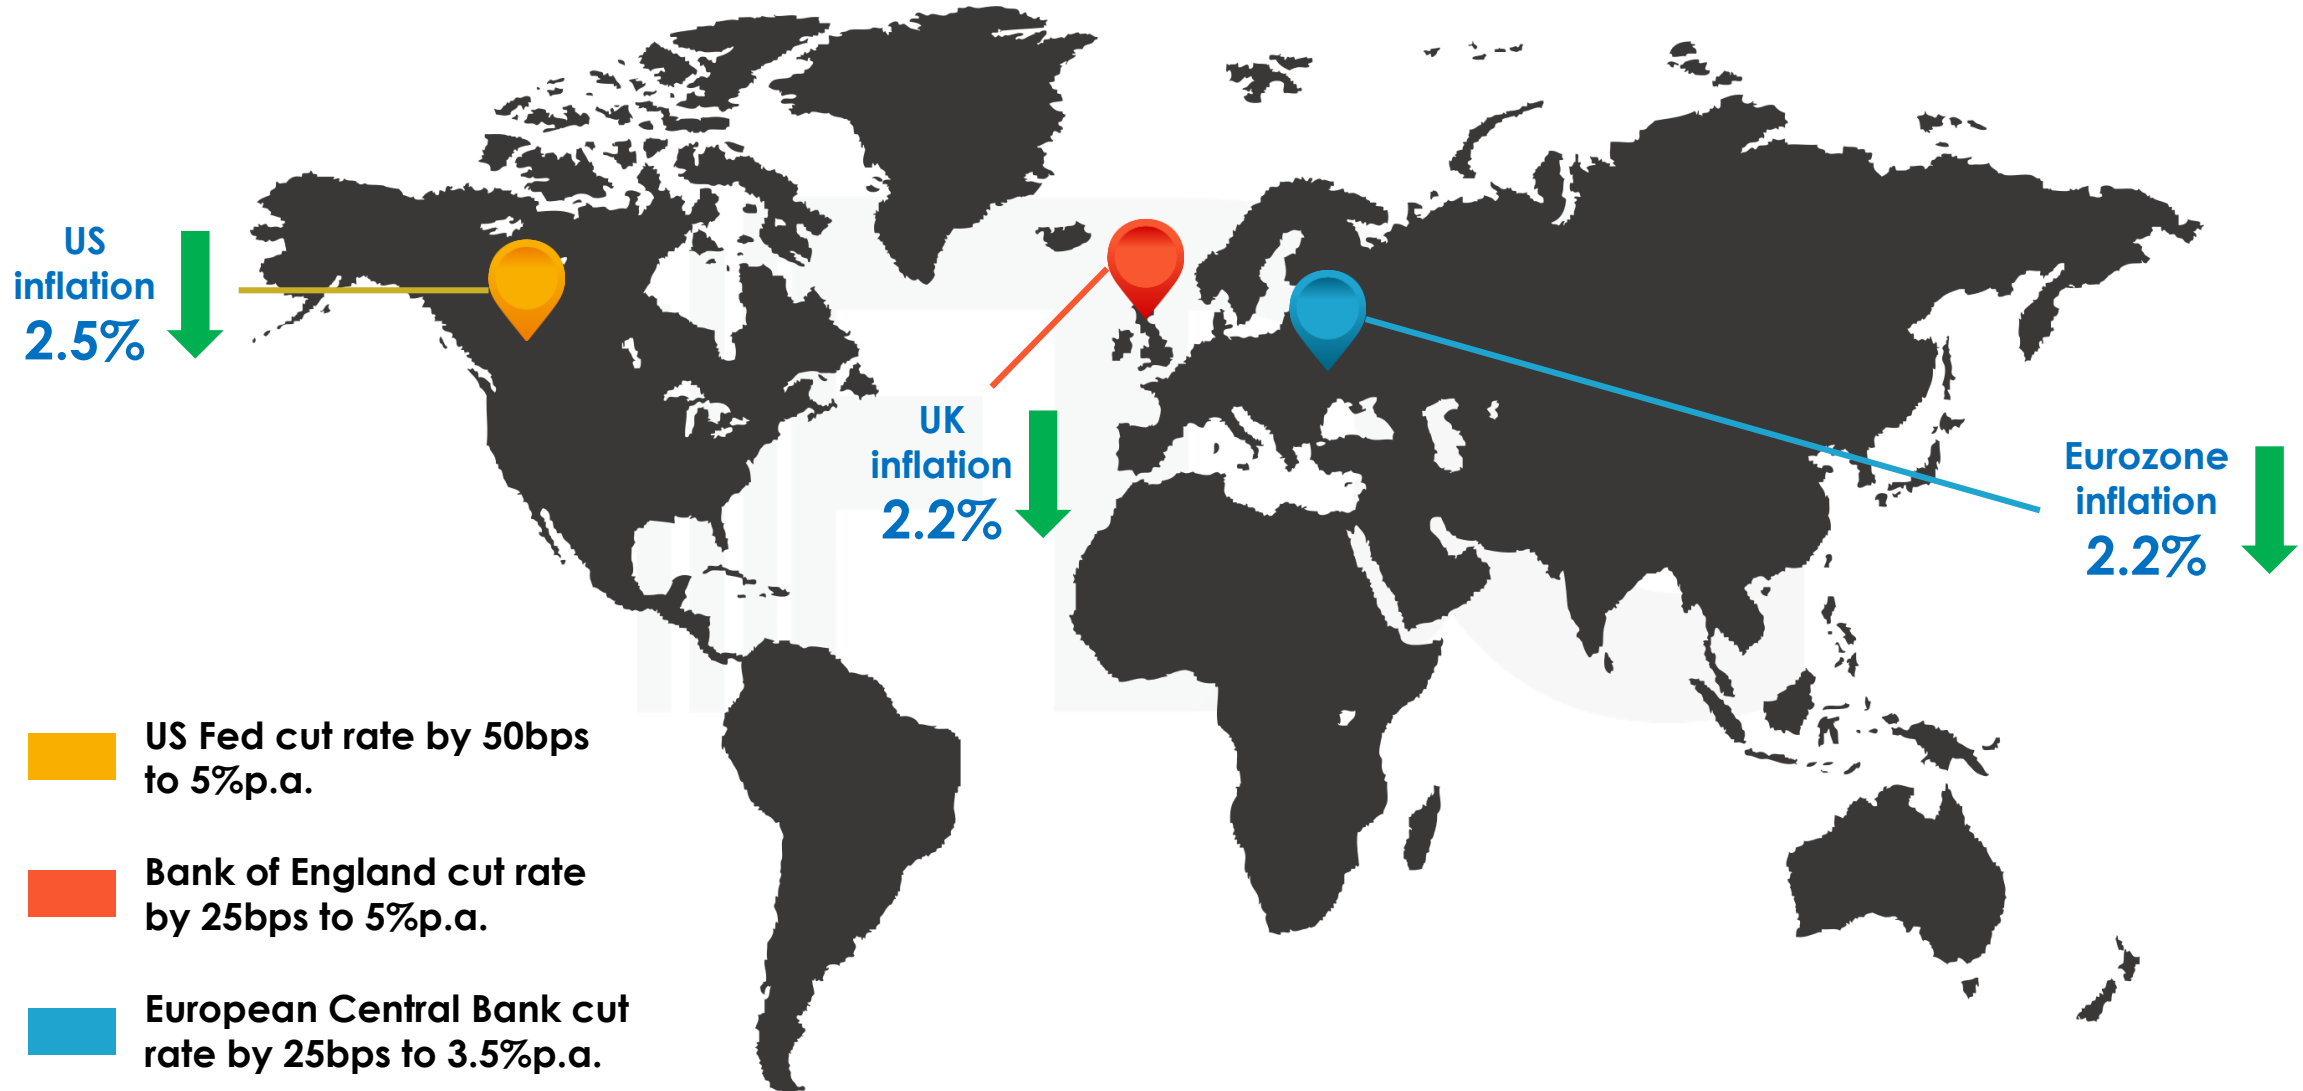 US
inflation
2.5%
UK
inflation
2.2%
Eurozone
inflation
2.2%
US Fed cut rate by 50bps
to 5%p.a.
Bank of England cut rate
by 25bps to 5%p.a.
European Central Bank cut
rate by 25bps to 3.5%p.a.